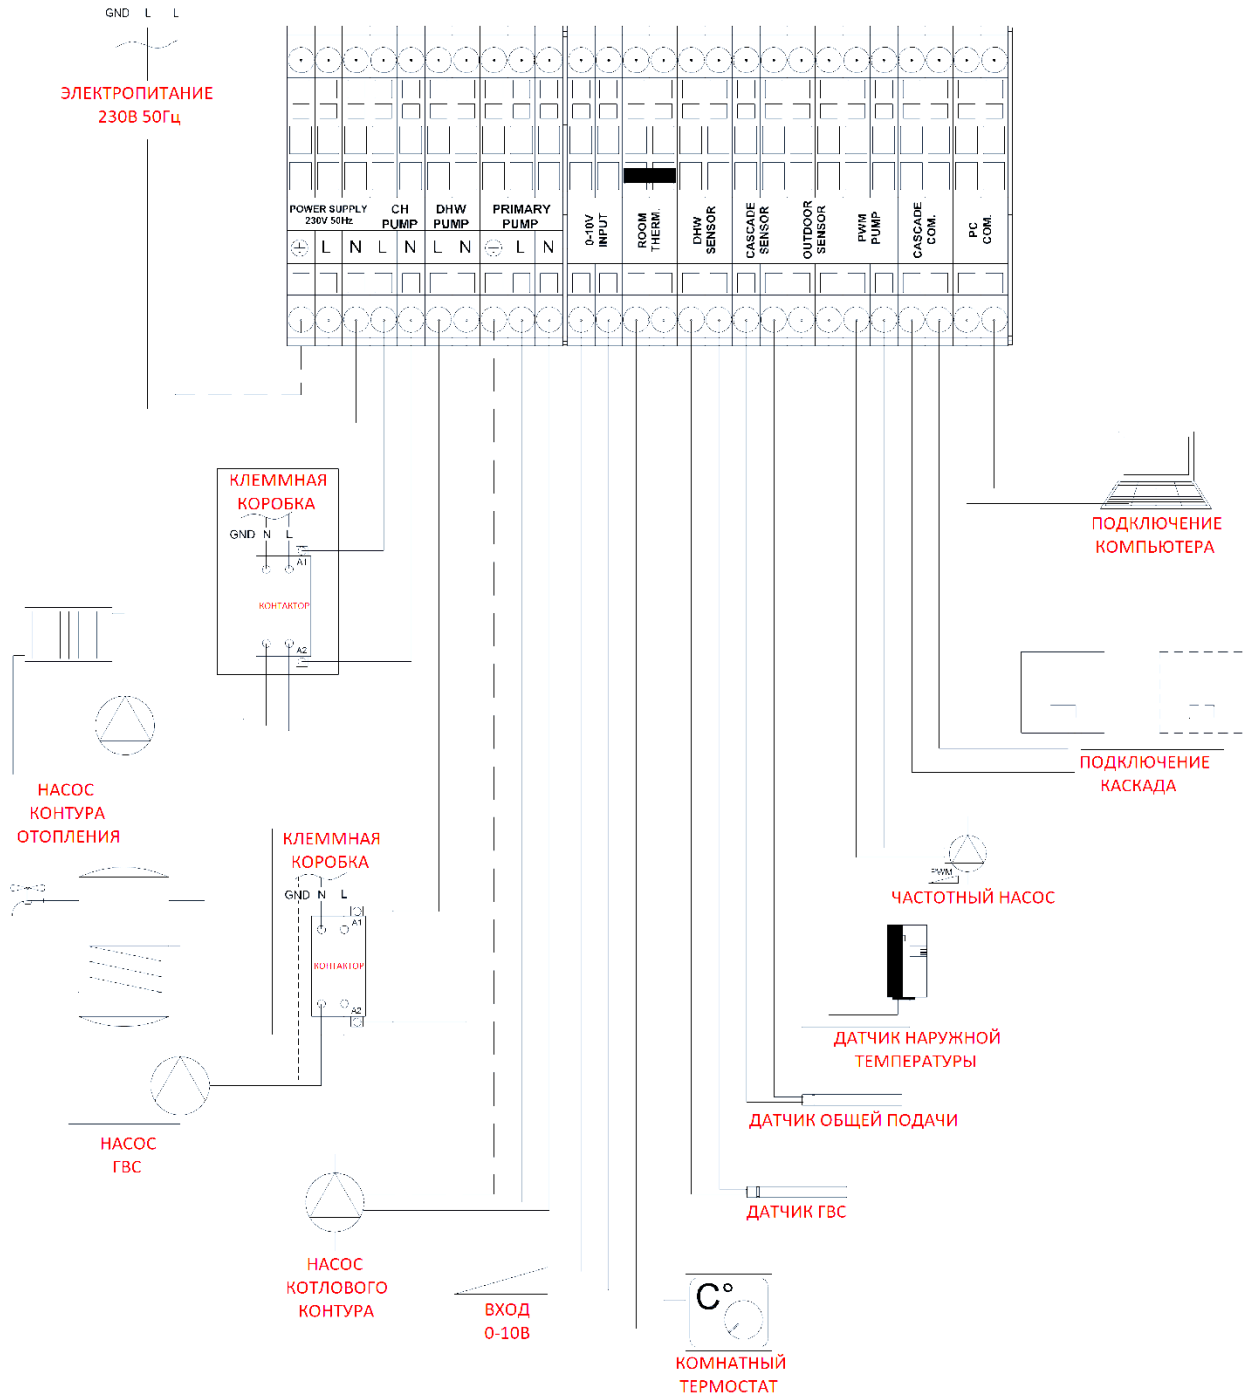 GND L L
ЭЛЕКТРОПИТАНИЕ
230В 50Гц
POWER SUPPLY
230V 50Hz
CH
PUMP
DHW
PUMP
PRIMARY
PUMP
0-10V
INPUT
ROOM
THERM.
DHW
SENSOR
CASCADE
SENSOR
OUTDOOR
SENSOR
PWM
PUMP
CASCADE
COM.
PC
COM.
L N L N L N L N
КЛЕММНАЯ
КОРОБКА
GND N L
A1
КОНТАКТОР
A2
ПОДКЛЮЧЕНИЕ
КОМПЬЮТЕРА
НАСОС
КОНТУРА
ОТОПЛЕНИЯ
ПОДКЛЮЧЕНИЕ
КАСКАДА
КЛЕММНАЯ
КОРОБКА
GND N L
A1
КОНТАКТОР
A2
PWM
ЧАСТОТНЫЙ НАСОС
ДАТЧИК НАРУЖНОЙ
ТЕМПЕРАТУРЫ
ДАТЧИК ОБЩЕЙ ПОДАЧИ
НАСОС
ГВС
ДАТЧИК ГВС
НАСОС
КОТЛОВОГО
КОНТУРА
ВХОД
0-10В
C°
КОМНАТНЫЙ
ТЕРМОСТАТ